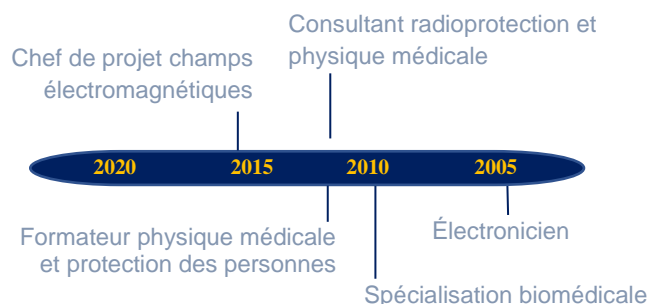 Consultant radioprotection et
physique médicale
Chef de projet champs
électromagnétiques
2020 2015 2010 2005
Formateur physique médicale
et protection des personnes
Électronicien
Spécialisation biomédicale